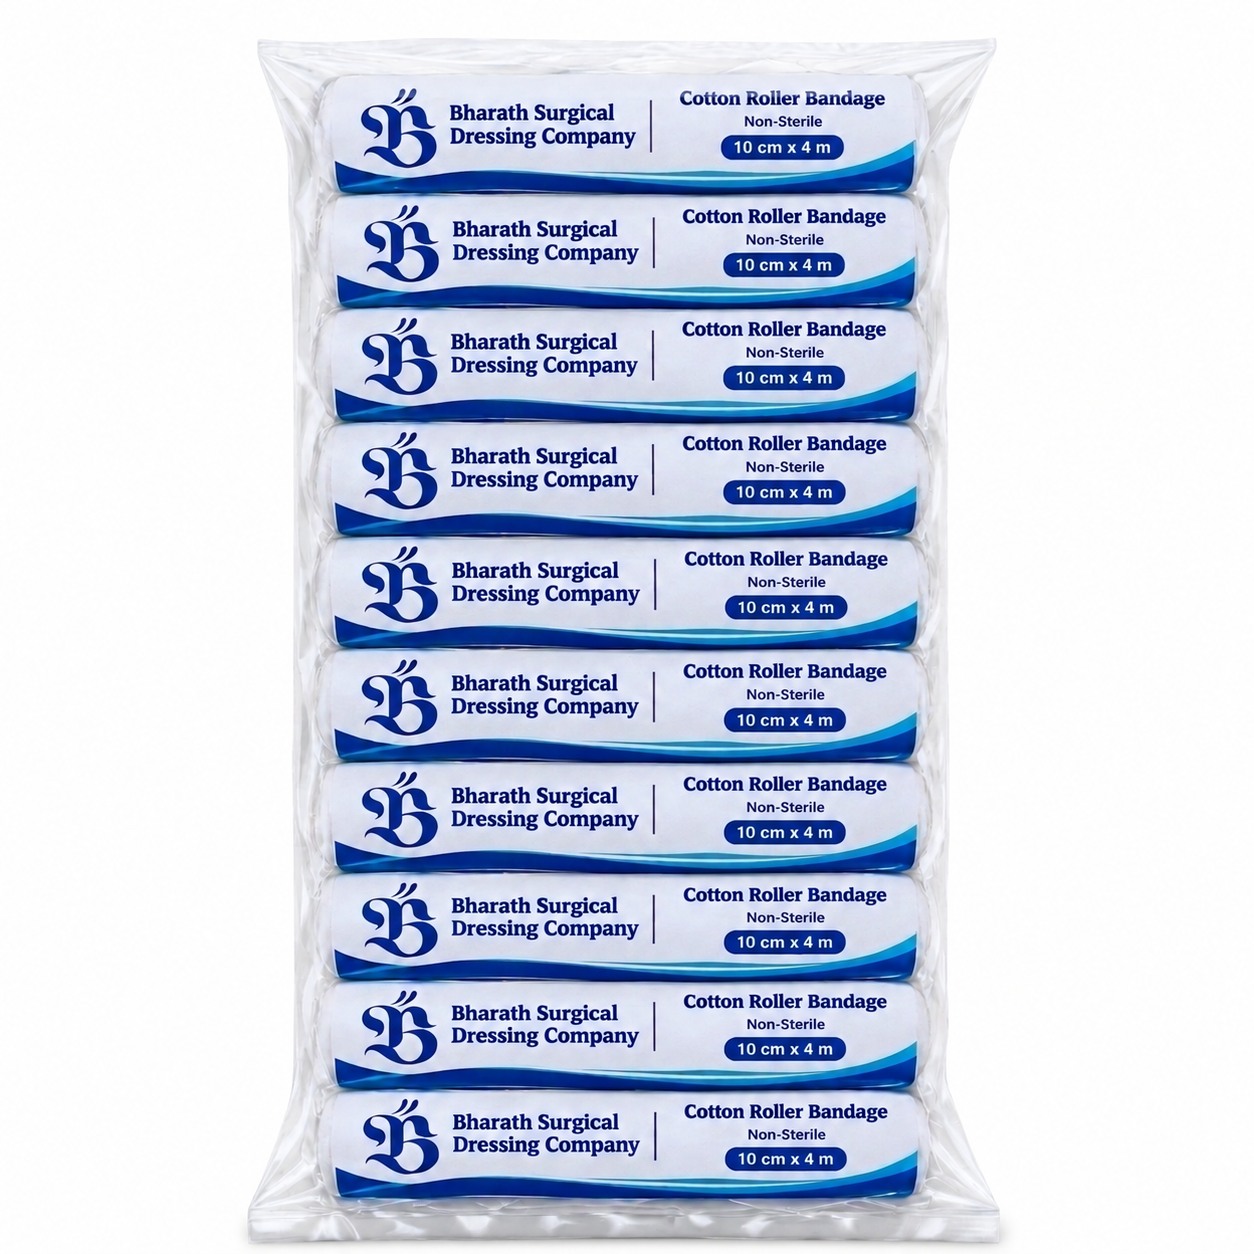 Bharath Surgical
Dressing Company
Cotton Roller Bandage
Non-Sterile
10 cm x 4 m
Bharath Surgical
Dressing Company
Cotton Roller Bandage
Non-Sterile
10 cm x 4 m
Bharath Surgical
Dressing Company
Cotton Roller Bandage
Non-Sterile
10 cm x 4 m
Bharath Surgical
Dressing Company
Cotton Roller Bandage
Non-Sterile
10 cm x 4 m
Bharath Surgical
Dressing Company
Cotton Roller Bandage
Non-Sterile
10 cm x 4 m
Bharath Surgical
Dressing Company
Cotton Roller Bandage
Non-Sterile
10 cm x 4 m
Bharath Surgical
Dressing Company
Cotton Roller Bandage
Non-Sterile
10 cm x 4 m
Bharath Surgical
Dressing Company
Cotton Roller Bandage
Non-Sterile
10 cm x 4 m
Bharath Surgical
Dressing Company
Cotton Roller Bandage
Non-Sterile
10 cm x 4 m
Bharath Surgical
Dressing Company
Cotton Roller Bandage
Non-Sterile
10 cm x 4 m